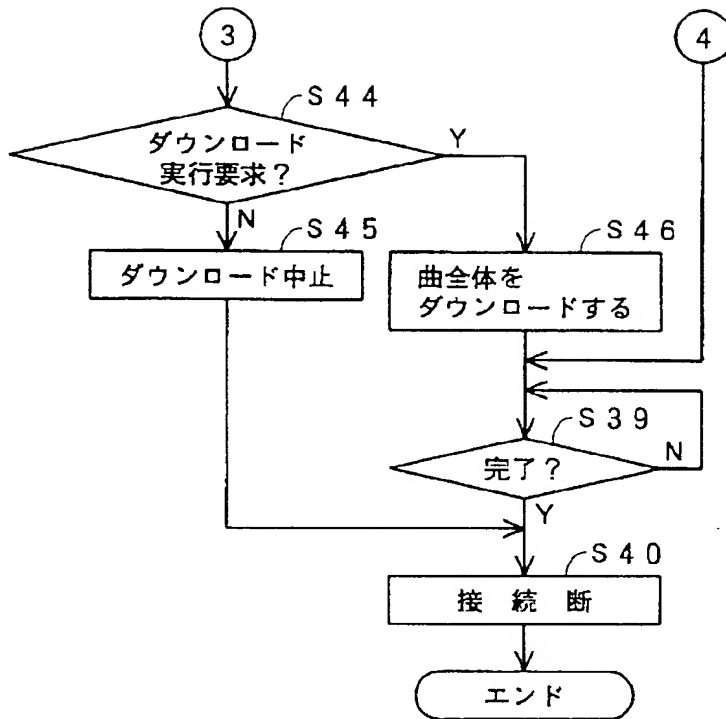 3
4
S44
ダウンロード
実行要求？
Y
N
S45
ダウンロード中止
S46
曲全体を
ダウンロードする
S39
完了？
N
Y
S40
接続断
エンド